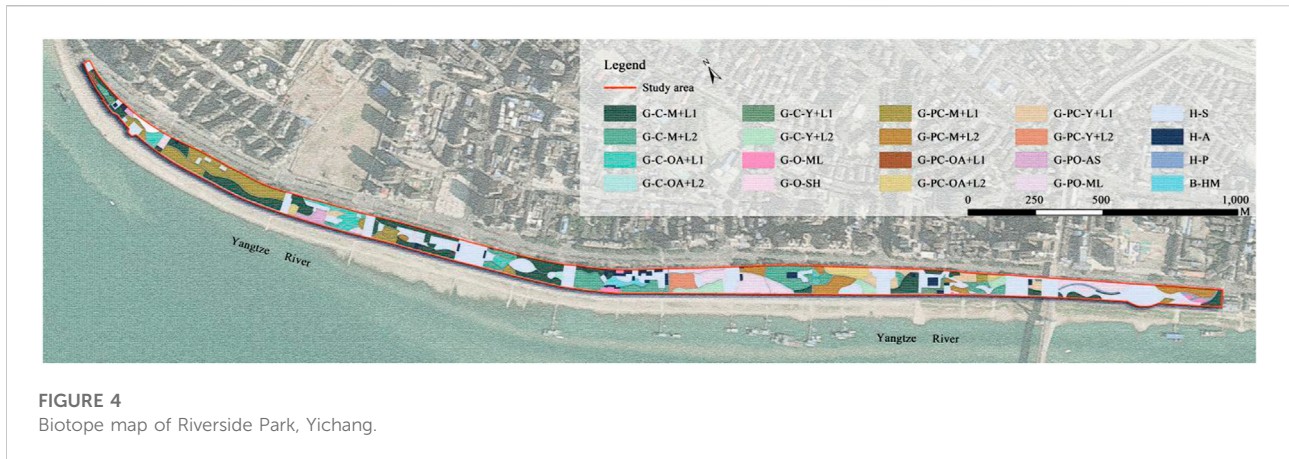 Legend
N
Study area
G-C-M+L1 G-C-Y+L1 G-PC-M+L1 G-PC-Y+L1 H-S
G-C-M+L2 G-C-Y+L2 G-PC-M+L2 G-PC-Y+L2 H-A
G-C-OA+L1 G-O-ML G-PC-OA+L1 G-PO-AS H-P
G-C-OA+L2 G-O-SH G-PC-OA+L2 G-PO-ML B-HM
0 250 500 1,000
M
Yangtze River
Yangtze River
FIGURE 4
Biotope map of Riverside Park, Yichang.